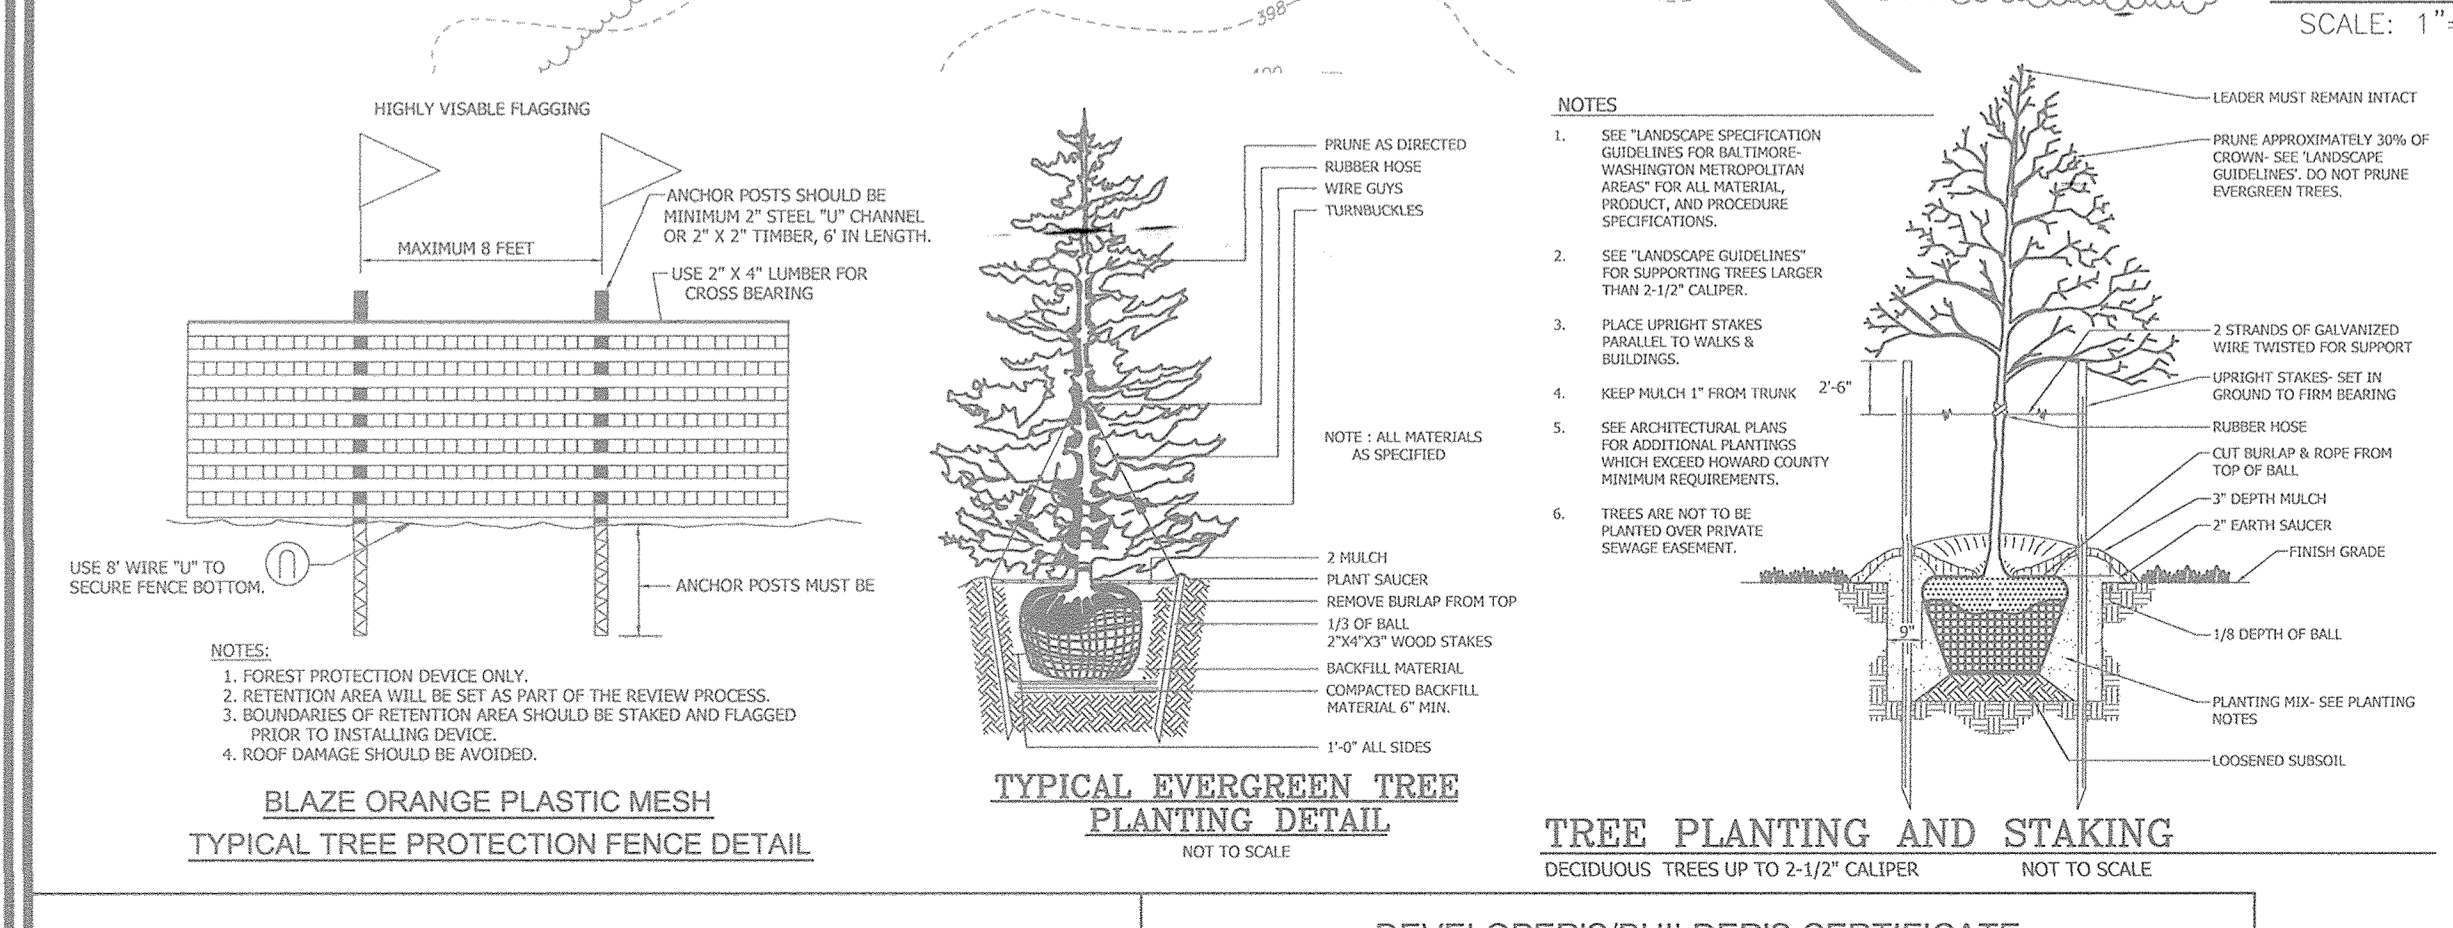 398
400
SCALE: 1"=
HIGHLY VISABLE FLAGGING
ANCHOR POSTS SHOULD BE
MINIMUM 2" STEEL "U" CHANNEL
OR 2" X 2" TIMBER, 6' IN LENGTH.
MAXIMUM 8 FEET
USE 2" X 4" LUMBER FOR
CROSS BEARING
USE 8' WIRE "U" TO
SECURE FENCE BOTTOM.
ANCHOR POSTS MUST BE
NOTES:
1. FOREST PROTECTION DEVICE ONLY.
2. RETENTION AREA WILL BE SET AS PART OF THE REVIEW PROCESS.
3. BOUNDARIES OF RETENTION AREA SHOULD BE STAKED AND FLAGGED
PRIOR TO INSTALLING DEVICE.
4. ROOF DAMAGE SHOULD BE AVOIDED.
BLAZE ORANGE PLASTIC MESH
TYPICAL TREE PROTECTION FENCE DETAIL
PRUNE AS DIRECTED
RUBBER HOSE
WIRE GUYS
TURNBUCKLES
NOTE : ALL MATERIALS
AS SPECIFIED
2 MULCH
PLANT SAUCER
REMOVE BURLAP FROM TOP
1/3 OF BALL
2"X4"X3" WOOD STAKES
BACKFILL MATERIAL
COMPACTED BACKFILL
MATERIAL 6" MIN.
1'-0" ALL SIDES
TYPICAL EVERGREEN TREE
PLANTING DETAIL
NOT TO SCALE
NOTES
1. SEE "LANDSCAPE SPECIFICATION
GUIDELINES FOR BALTIMORE-
WASHINGTON METROPOLITAN
AREAS" FOR ALL MATERIAL,
PRODUCT, AND PROCEDURE
SPECIFICATIONS.
2. SEE "LANDSCAPE GUIDELINES"
FOR SUPPORTING TREES LARGER
THAN 2-1/2" CALIPER.
3. PLACE UPRIGHT STAKES
PARALLEL TO WALKS &
BUILDINGS.
4. KEEP MULCH 1" FROM TRUNK
5. SEE ARCHITECTURAL PLANS
FOR ADDITIONAL PLANTINGS
WHICH EXCEED HOWARD COUNTY
MINIMUM REQUIREMENTS.
6. TREES ARE NOT TO BE
PLANTED OVER PRIVATE
SEWAGE EASEMENT.
2'-6"
9"
LEADER MUST REMAIN INTACT
PRUNE APPROXIMATELY 30% OF
CROWN- SEE 'LANDSCAPE
GUIDELINES'. DO NOT PRUNE
EVERGREEN TREES.
2 STRANDS OF GALVANIZED
WIRE TWISTED FOR SUPPORT
UPRIGHT STAKES- SET IN
GROUND TO FIRM BEARING
RUBBER HOSE
CUT BURLAP & ROPE FROM
TOP OF BALL
3" DEPTH MULCH
2" EARTH SAUCER
FINISH GRADE
1/8 DEPTH OF BALL
PLANTING MIX- SEE PLANTING
NOTES
LOOSENED SUBSOIL
TREE PLANTING AND STAKING
DECIDUOUS TREES UP TO 2-1/2" CALIPER NOT TO SCALE
DEVELOPER'S/BUILDER'S CERTIFICATE